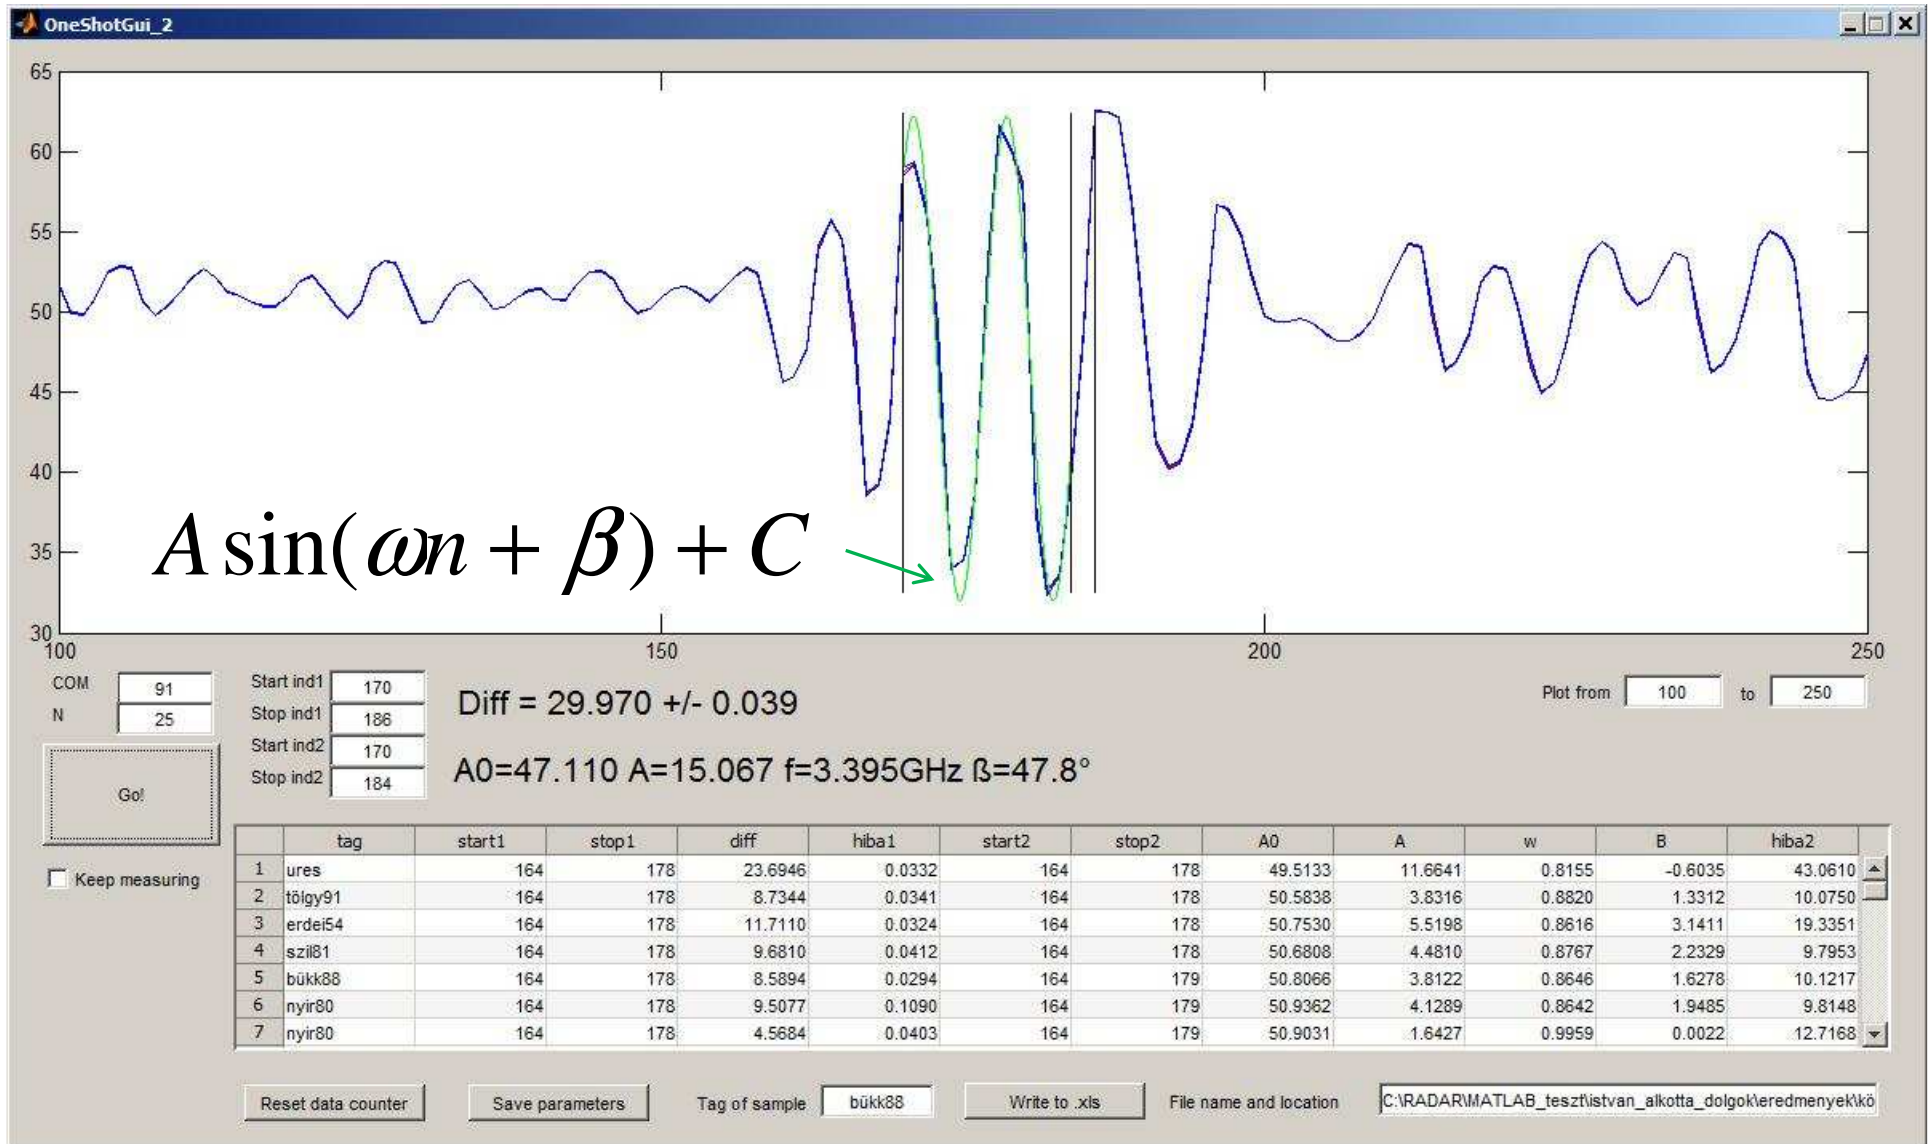 OneShotGui_2
65
60
55
50
45
40
35
30
A sin(ωn + β) + C
100 150 200 250
COM 91
N 25
Go!
Keep measuring
Start ind1 170
Stop ind1 186
Start ind2 170
Stop ind2 184
Diff = 29.970 +/- 0.039
A0=47.110 A=15.067 f=3.395GHz ß=47.8°
Plot from 100 to 250
tag start1 stop1 diff hiba1 start2 stop2 A0 A w B hiba2
1 ures 164 178 23.6946 0.0332 164 178 49.5133 11.6641 0.8155 -0.6035 43.0610
2 tölgy91 164 178 8.7344 0.0341 164 178 50.5838 3.8316 0.8820 1.3312 10.0750
3 erdei54 164 178 11.7110 0.0324 164 178 50.7530 5.5198 0.8616 3.1411 19.3351
4 szil81 164 178 9.6810 0.0412 164 178 50.6808 4.4810 0.8767 2.2329 9.7953
5 bükk88 164 178 8.5894 0.0294 164 179 50.8066 3.8122 0.8646 1.6278 10.1217
6 nyir80 164 178 9.5077 0.1090 164 179 50.9362 4.1289 0.8642 1.9485 9.8148
7 nyir80 164 178 4.5684 0.0403 164 179 50.9031 1.6427 0.9959 0.0022 12.7168
Reset data counter Save parameters Tag of sample bükk88 Write to .xls File name and location C:\RADAR\MATLAB_teszt\istvan_alkotta_dolgok\eredmenyek\kö